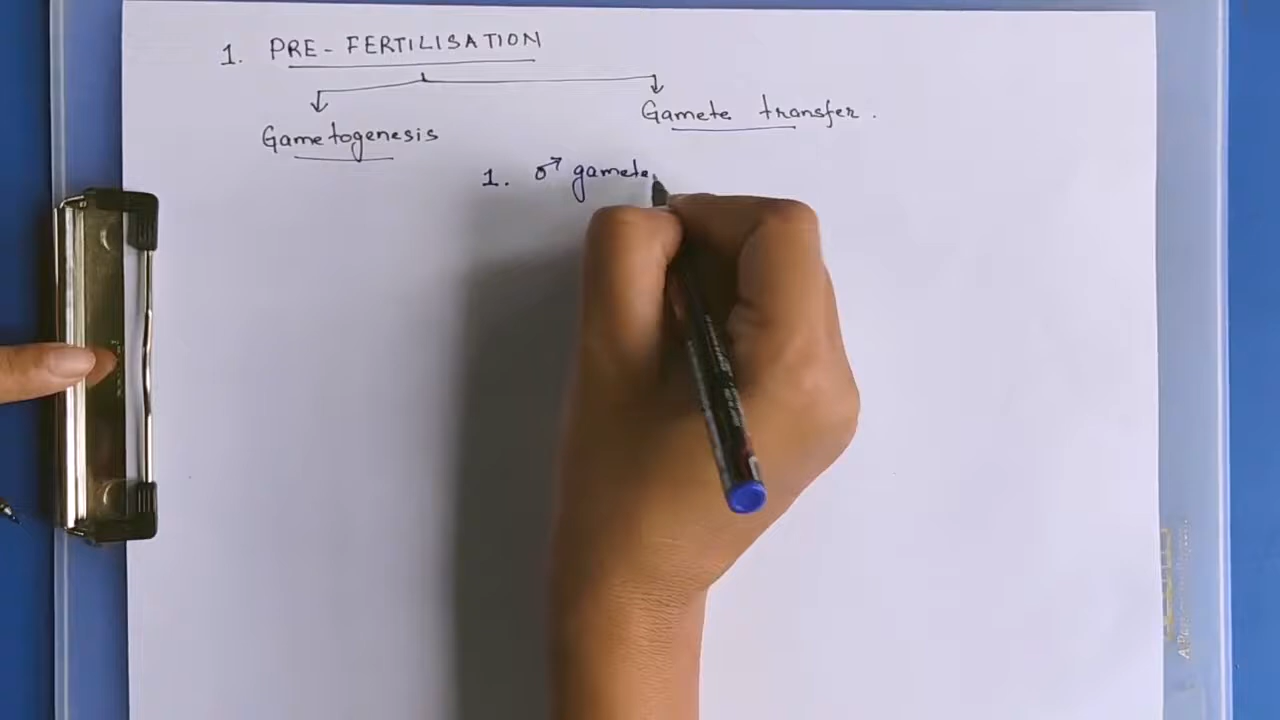 1. PRE-FERTILISATION
Gametogenesis
Gamete transfer.
1. ♂ gamete